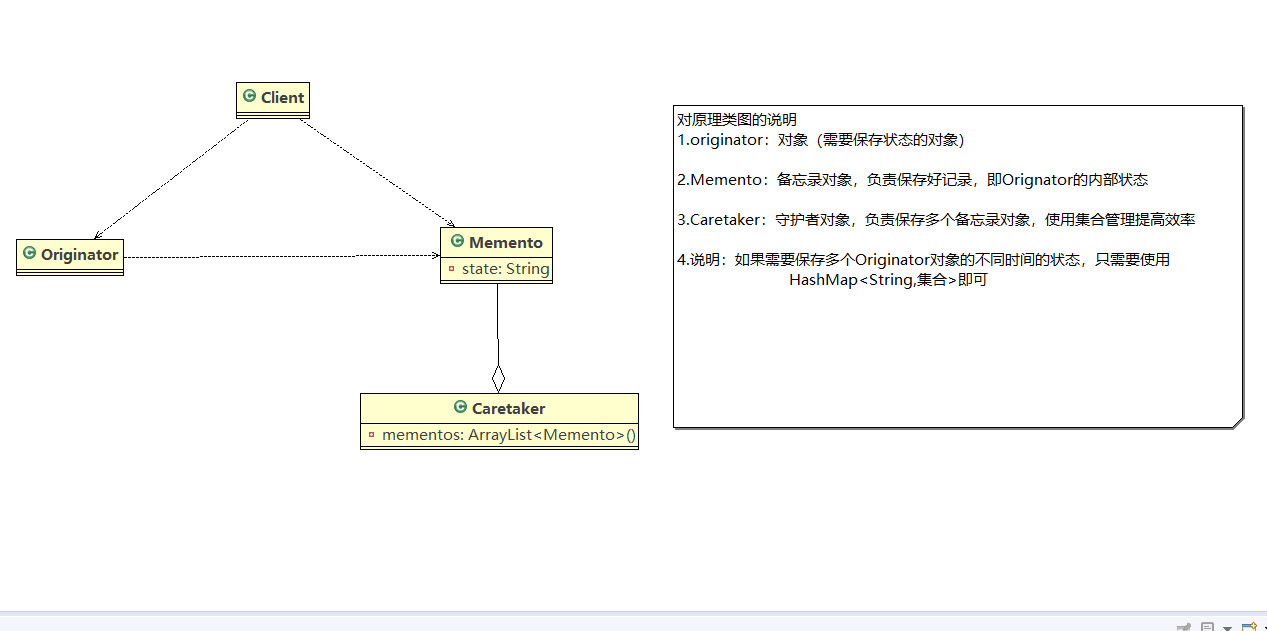 Client
Originator
Memento
state: String
Caretaker
mementos: ArrayList<Memento>()
对原理类图的说明
1.originator：对象（需要保存状态的对象）
2.Memento：备忘录对象，负责保存好记录，即Orignator的内部状态
3.Caretaker：守护者对象，负责保存多个备忘录对象，使用集合管理提高效率
4.说明：如果需要保存多个Originator对象的不同时间的状态，只需要使用
HashMap<String,集合>即可